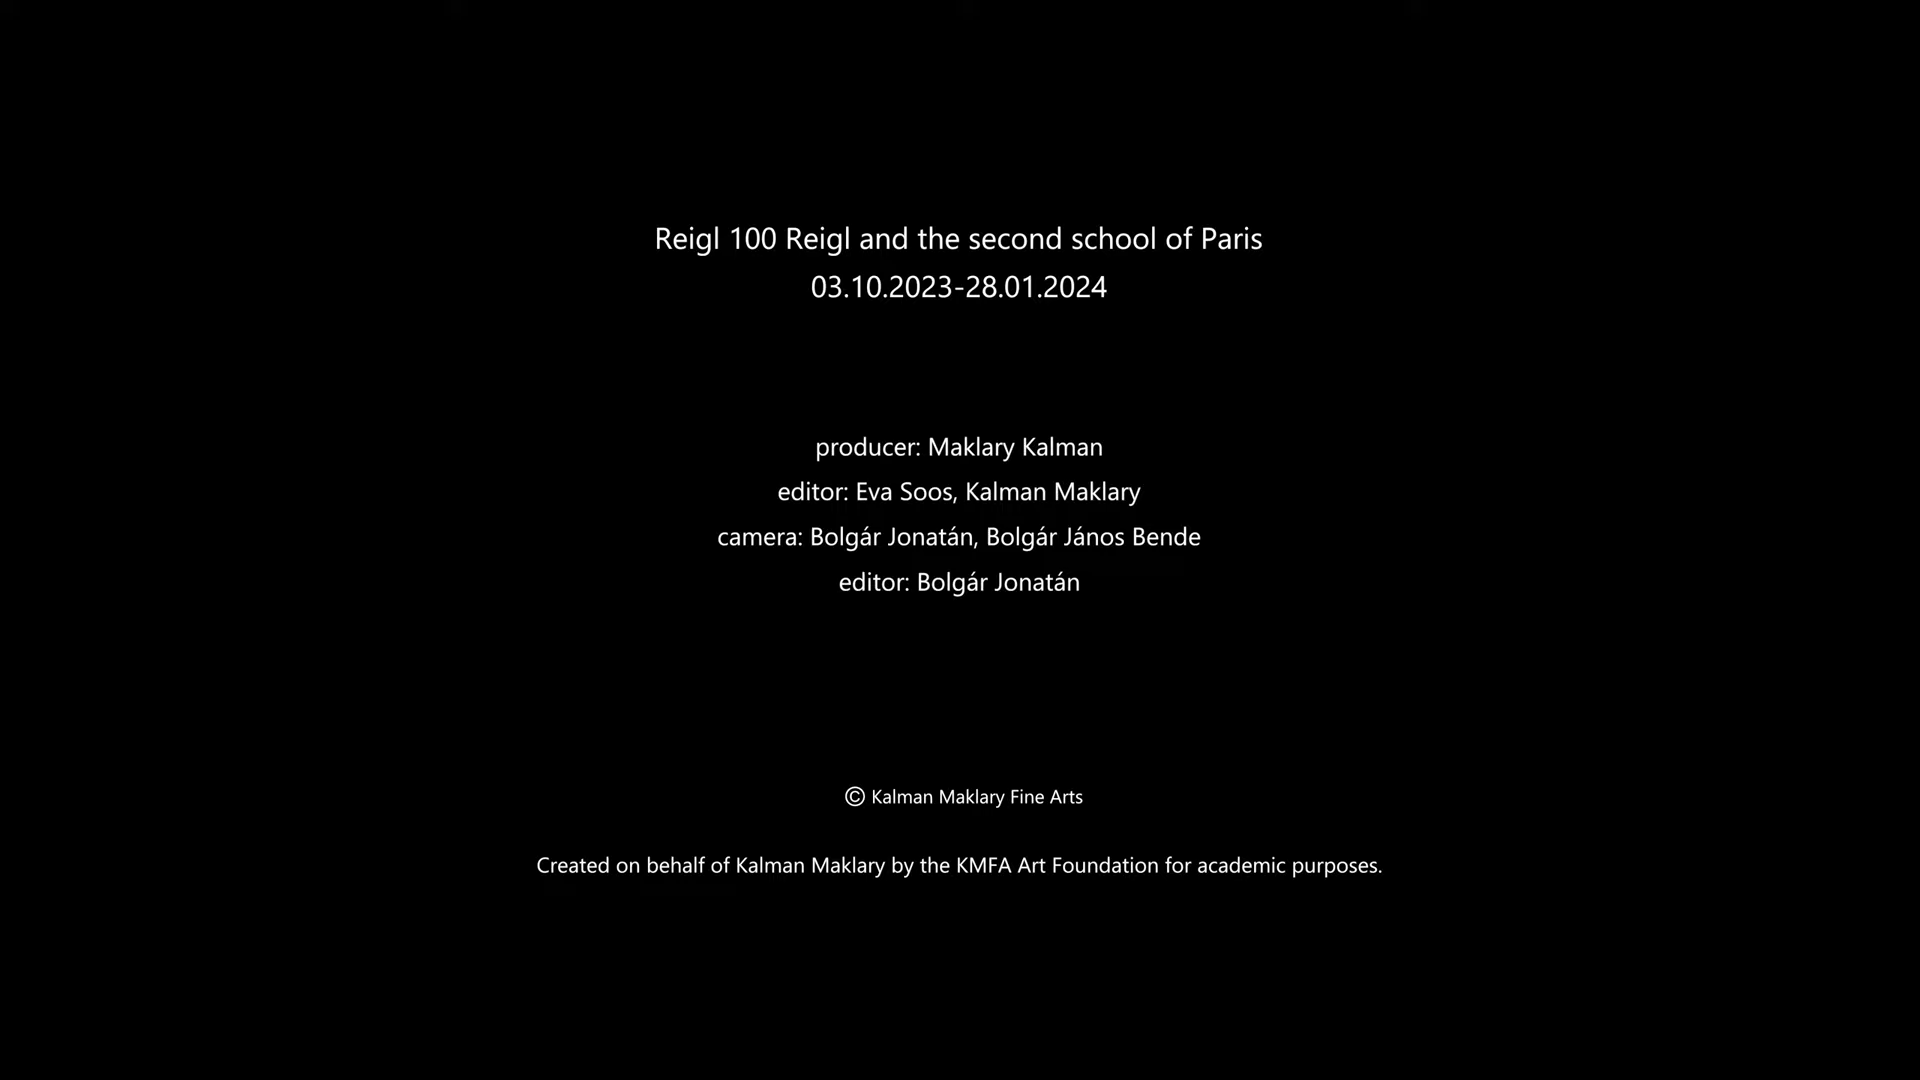 Reigl 100 Reigl and the second school of Paris
03.10.2023-28.01.2024
producer: Maklary Kalman
editor: Eva Soos, Kalman Maklary
camera: Bolgár Jonatán, Bolgár János Bende
editor: Bolgár Jonatán
© Kalman Maklary Fine Arts
Created on behalf of Kalman Maklary by the KMFA Art Foundation for academic purposes.